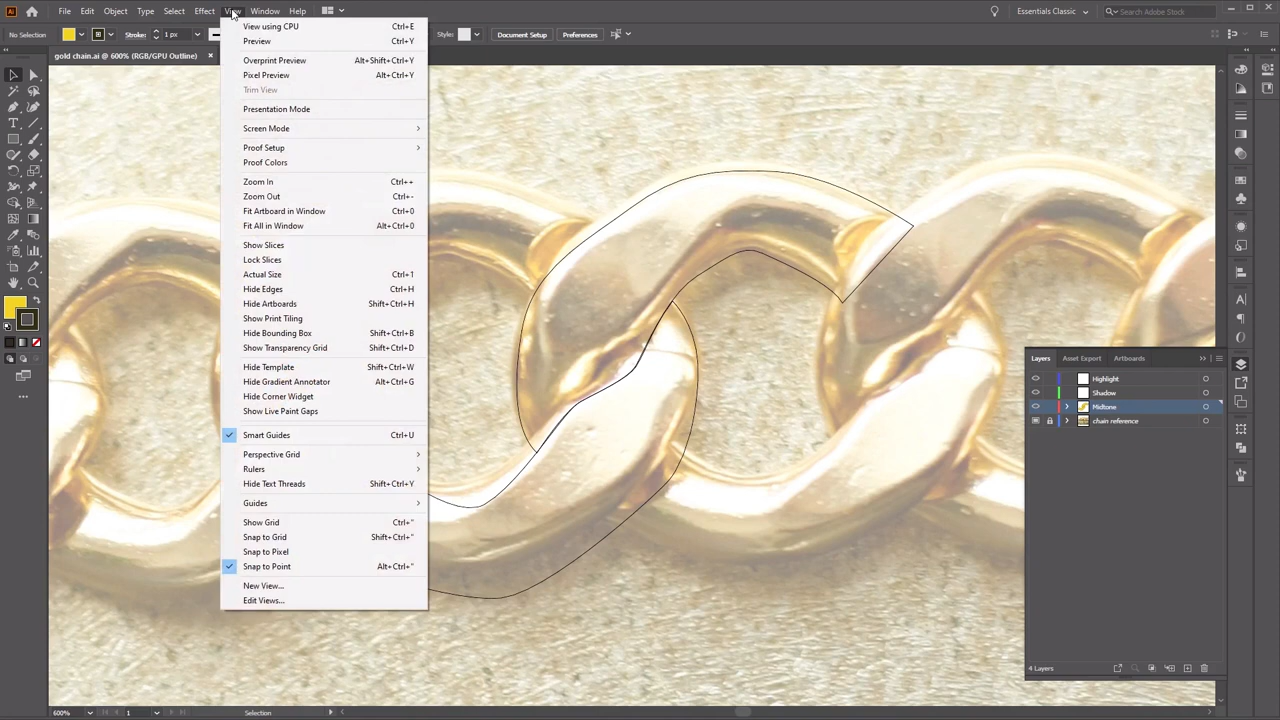 Ai File Edit Object Type Select Effect View Window Help Essentials Classic Search Adobe Stock
No Selection Stroke: 1 px Style: Document Setup Preferences
gold chain.ai @ 600% (RGB/GPU Outline) ×
View using CPU Ctrl+E
Preview Ctrl+Y
Overprint Preview Alt+Shift+Ctrl+Y
Pixel Preview Alt+Ctrl+Y
Trim View
Presentation Mode
Screen Mode
Proof Setup
Proof Colors
Zoom In Ctrl++
Zoom Out Ctrl+-
Fit Artboard in Window Ctrl+0
Fit All in Window Alt+Ctrl+0
Show Slices
Lock Slices
Actual Size Ctrl+1
Hide Edges Ctrl+H
Hide Artboards Shift+Ctrl+H
Show Print Tiling
Hide Bounding Box Shift+Ctrl+B
Show Transparency Grid Shift+Ctrl+D
Hide Template Shift+Ctrl+W
Hide Gradient Annotator Alt+Ctrl+G
Hide Corner Widget
Show Live Paint Gaps
Smart Guides Ctrl+U
Perspective Grid
Rulers
Hide Text Threads Shift+Ctrl+Y
Guides
Show Grid Ctrl+"
Snap to Grid Shift+Ctrl+"
Snap to Pixel
Snap to Point Alt+Ctrl+"
New View...
Edit Views...
Layers Asset Export Artboards
Highlight
Shadow
Midtone
chain reference
4 Layers
600% 1 Selection